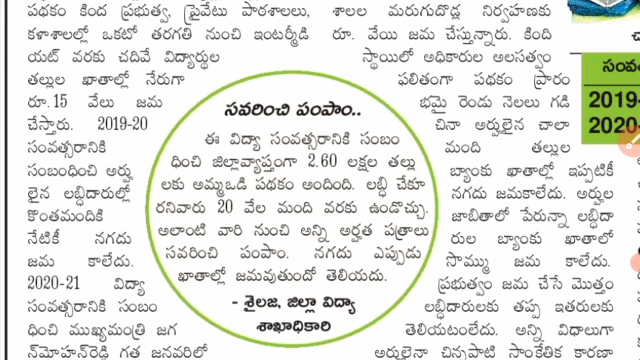 పథకం కింద ప్రభుత్వ, ప్రైవేటు పాఠశాలలు,
కళాశాలల్లో ఒకటో తరగతి నుంచి ఇంటర్మీడి
యట్ వరకు చదివే విద్యార్థుల
తల్లుల ఖాతాల్లో నేరుగా
రూ.15 వేలు జమ
చేస్తారు. 2019-20
సంవత్సరానికి
సంబంధించి అర్హు
లైన లబ్ధిదారుల్లో
కొంతమందికి
నేటికీ నగదు
జమ కాలేదు.
2020-21 విద్యా
సంవత్సరానికి సంబం
ధించి ముఖ్యమంత్రి జగ
న్‌మోహన్‌రెడ్డి గత జనవరిలో
సవరించి పంపాం..
ఈ విద్యా సంవత్సరానికి సంబం
ధించి జిల్లావ్యాప్తంగా 2.60 లక్షల తల్లు
లకు అమ్మఒడి పథకం అందింది. లబ్ధి చేకూ
రనివారు 20 వేల మంది వరకు ఉండొచ్చు.
అలాంటి వారి నుంచి అన్ని అర్హత పత్రాలు
సవరించి పంపాం. నగదు ఎప్పుడు
ఖాతాల్లో జమవుతుందో తెలియదు.
- శైలజ, జిల్లా విద్యా
శాఖాధికారి
శాలల మరుగుదొడ్ల నిర్వహణకు
రూ. వేయి జమ చేస్తున్నారు. కింది
స్థాయిలో అధికారుల అలసత్వం
ఫలితంగా పథకం ప్రారం
భమై రెండు నెలలు గడి
చినా అర్హులైన చాలా
మంది తల్లుల
బ్యాంకు ఖాతాల్లో ఇప్పటికీ
నగదు జమకాలేదు. అర్హుల
జాబితాలో పేరున్నా లబ్ధిదా
రుల బ్యాంకు ఖాతాలో
సొమ్ము జమ కాలేదు.
ప్రభుత్వం జమ చేసే మొత్తం
లబ్ధిదారులకు తప్ప ఇతరులకు
తెలియటంలేదు. అన్ని విధాలుగా
అర్హులైనా చిన్నపాటి సాంకేతిక కారణా
సంవ
2019-
2020-